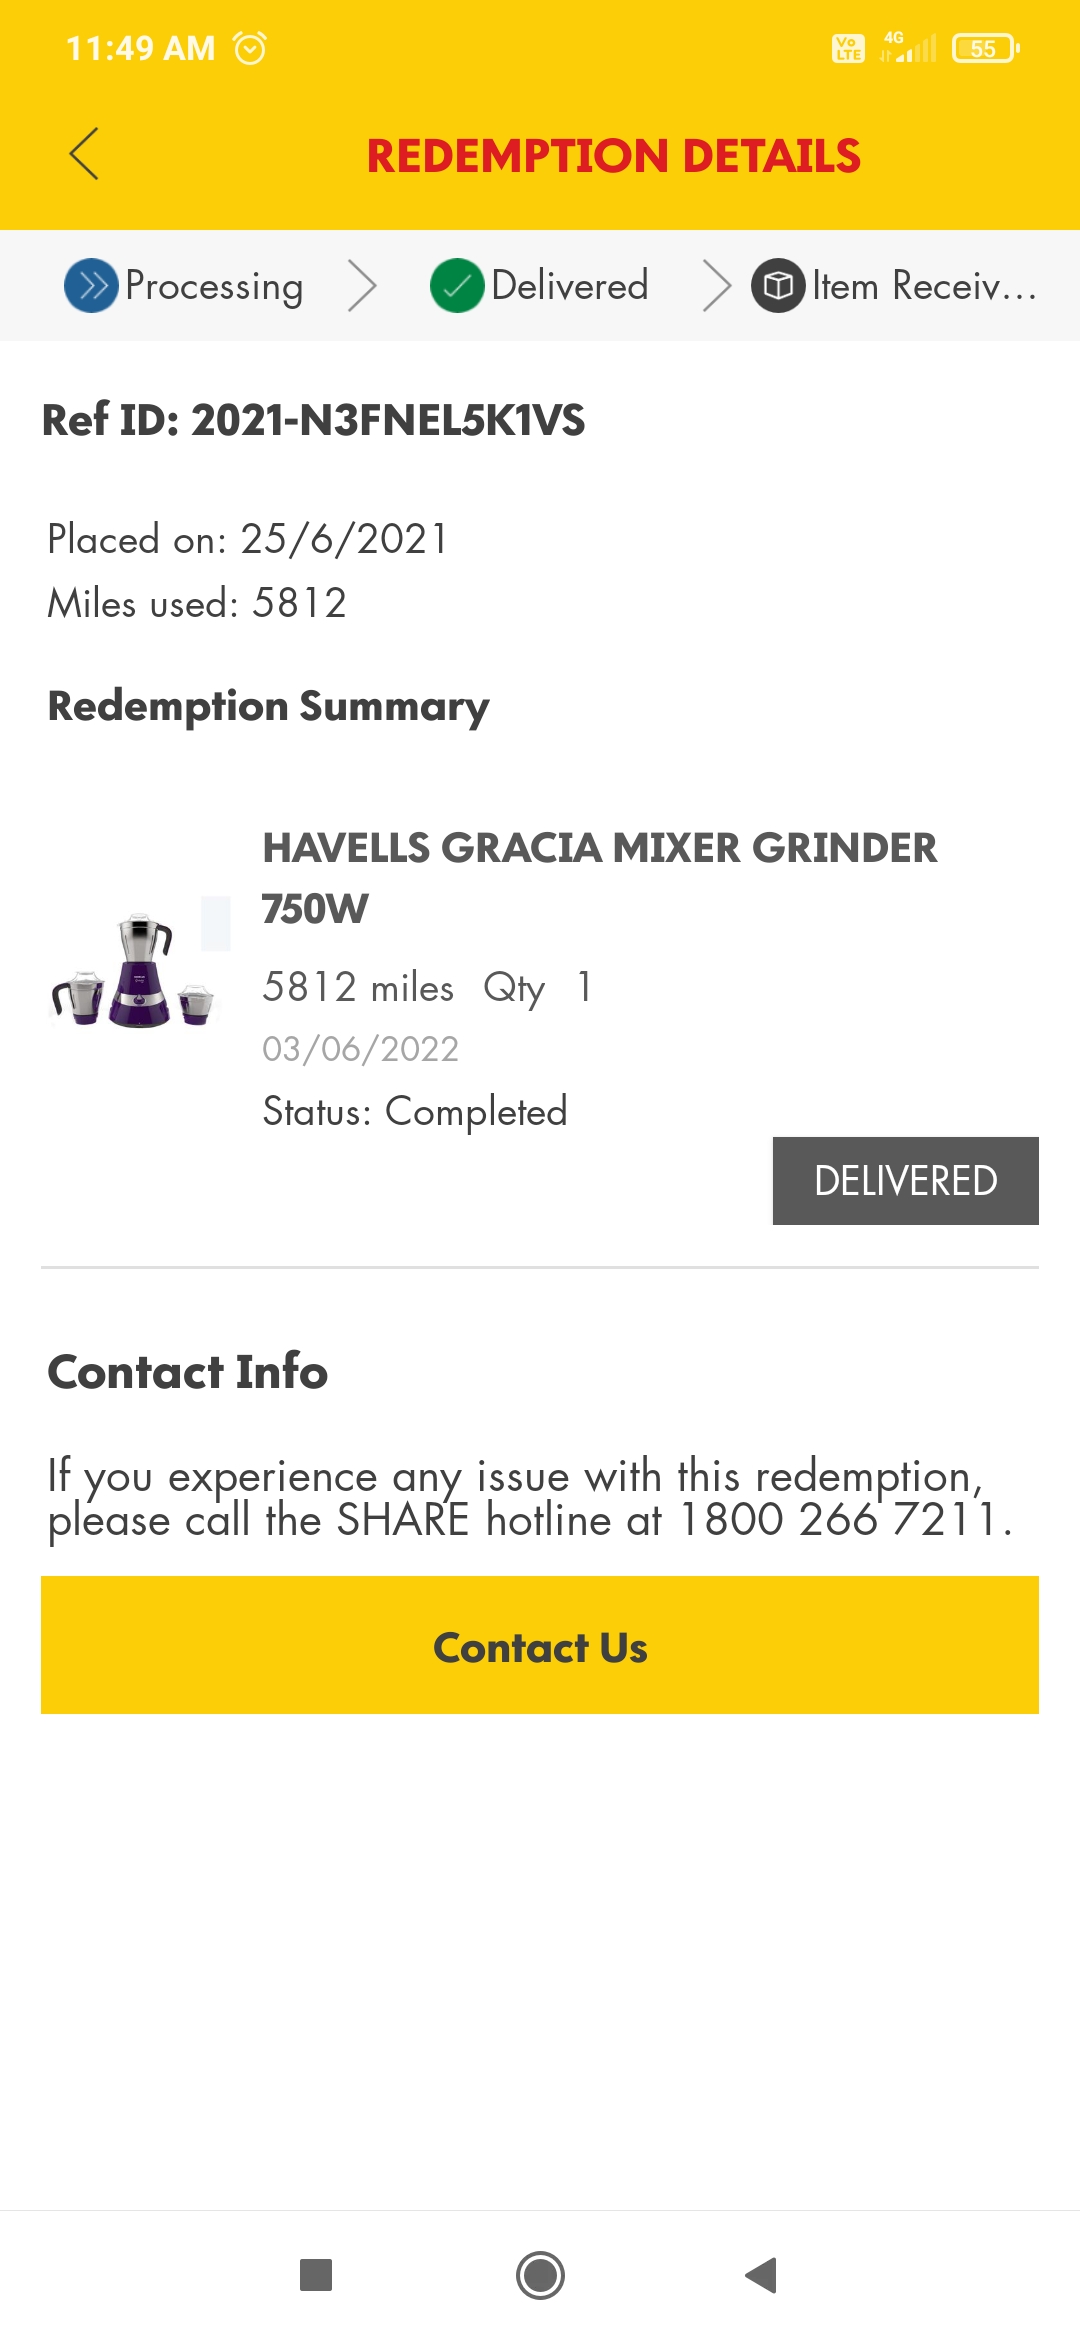 11:49 AM
Vo LTE 4G 55
REDEMPTION DETAILS
Processing Delivered Item Receiv...
Ref ID: 2021-N3FNEL5K1VS
Placed on: 25/6/2021
Miles used: 5812
Redemption Summary
HAVELLS GRACIA MIXER GRINDER
750W
5812 miles Qty 1
03/06/2022
Status: Completed
DELIVERED
Contact Info
If you experience any issue with this redemption,
please call the SHARE hotline at 1800 266 7211.
Contact Us